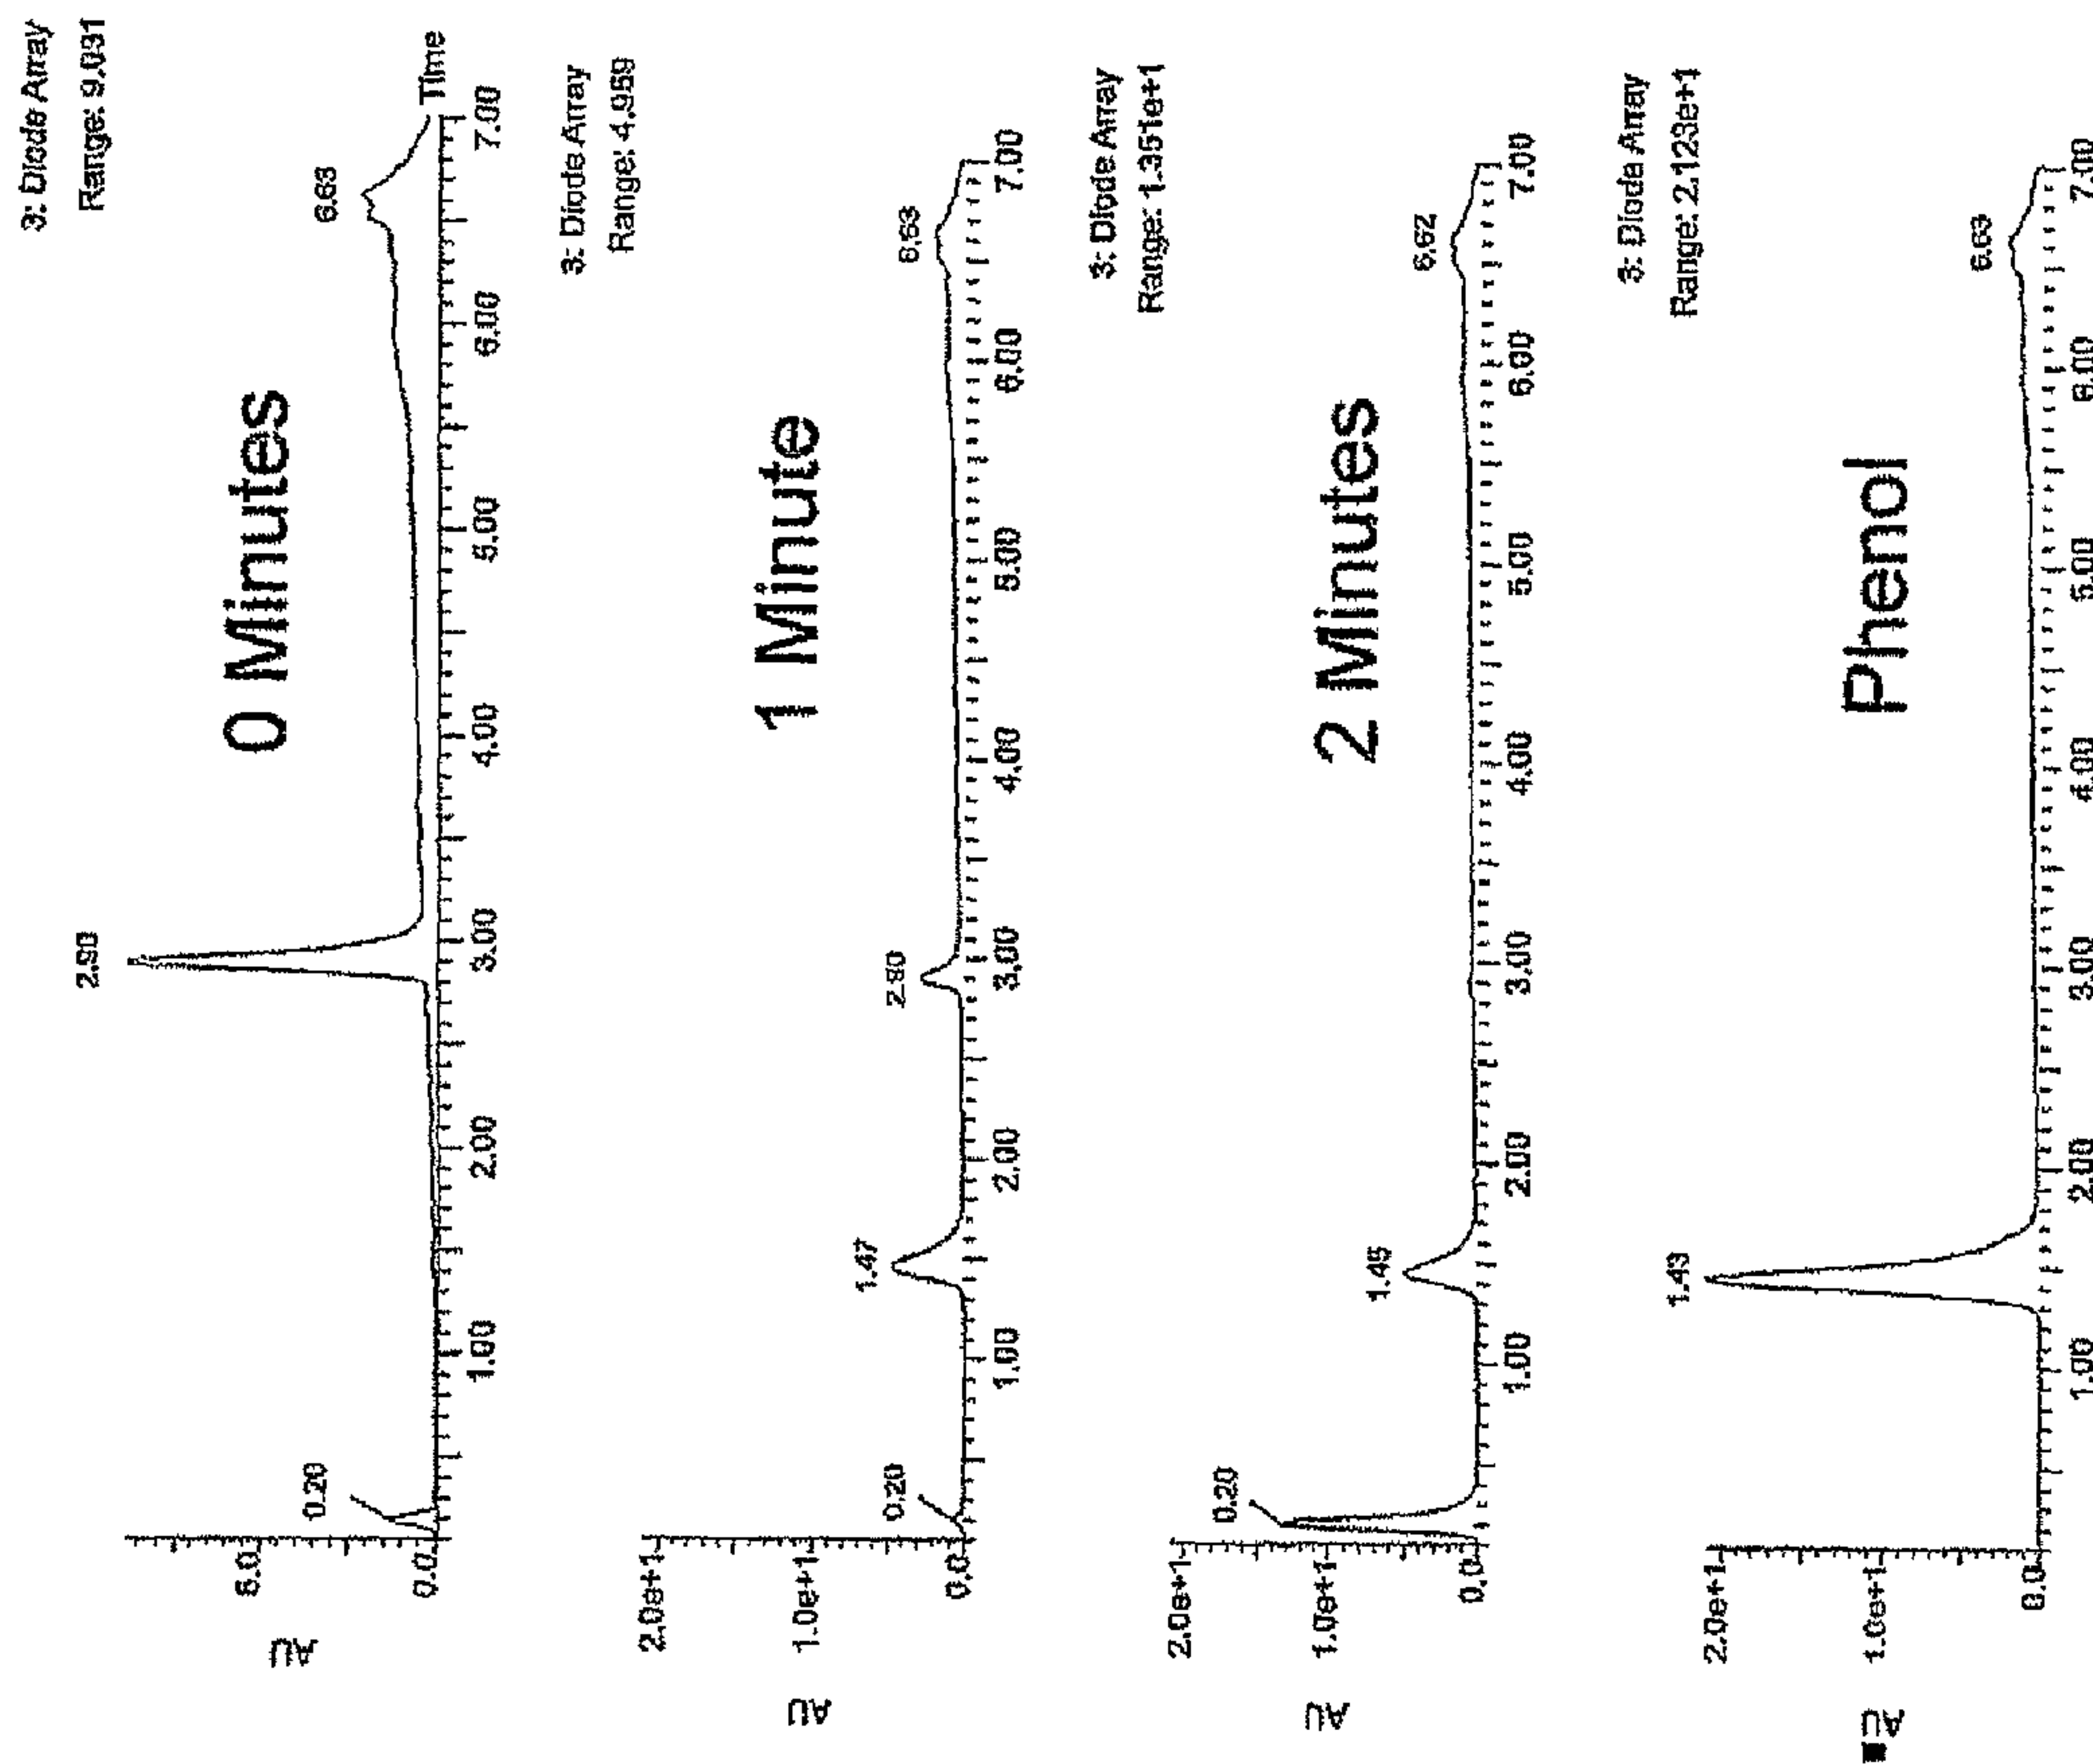 3: Diode Array
Range: 9.091
0 Minutes
2.90
6.63
0.20
AU
5.0
0.0
1.00
2.00
3.00
4.00
5.00
6.00
7.00
Time
3: Diode Array
Range: 4.959
1 Minute
0.20
1.47
2.90
6.63
AU
2.0e+1
1.0e+1
0.0
1.00
2.00
3.00
4.00
5.00
6.00
7.00
3: Diode Array
Range: 1.351e+1
2 Minutes
0.20
1.45
6.62
AU
2.0e+1
1.0e+1
0.0
1.00
2.00
3.00
4.00
5.00
6.00
7.00
3: Diode Array
Range: 2.123e+1
Phenol
1.43
6.63
AU
2.0e+1
1.0e+1
0.0
1.00
2.00
3.00
4.00
5.00
6.00
7.00